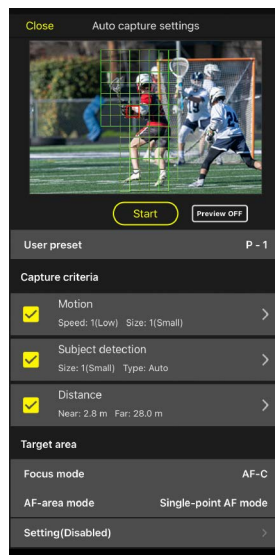 Close Auto capture settings
Start Preview OFF
User preset P - 1
Capture criteria
Motion
Speed: 1(Low) Size: 1(Small)
Subject detection
Size: 1(Small) Type: Auto
Distance
Near: 2.8 m Far: 28.0 m
Target area
Focus mode AF-C
AF-area mode Single-point AF mode
Setting(Disabled)